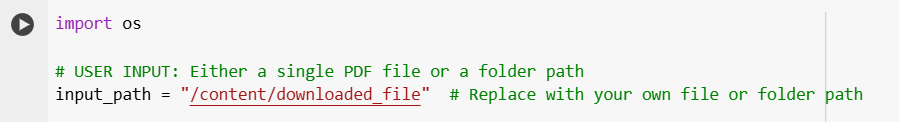 import os
# USER INPUT: Either a single PDF file or a folder path
input_path = "/content/downloaded_file"  # Replace with your own file or folder path